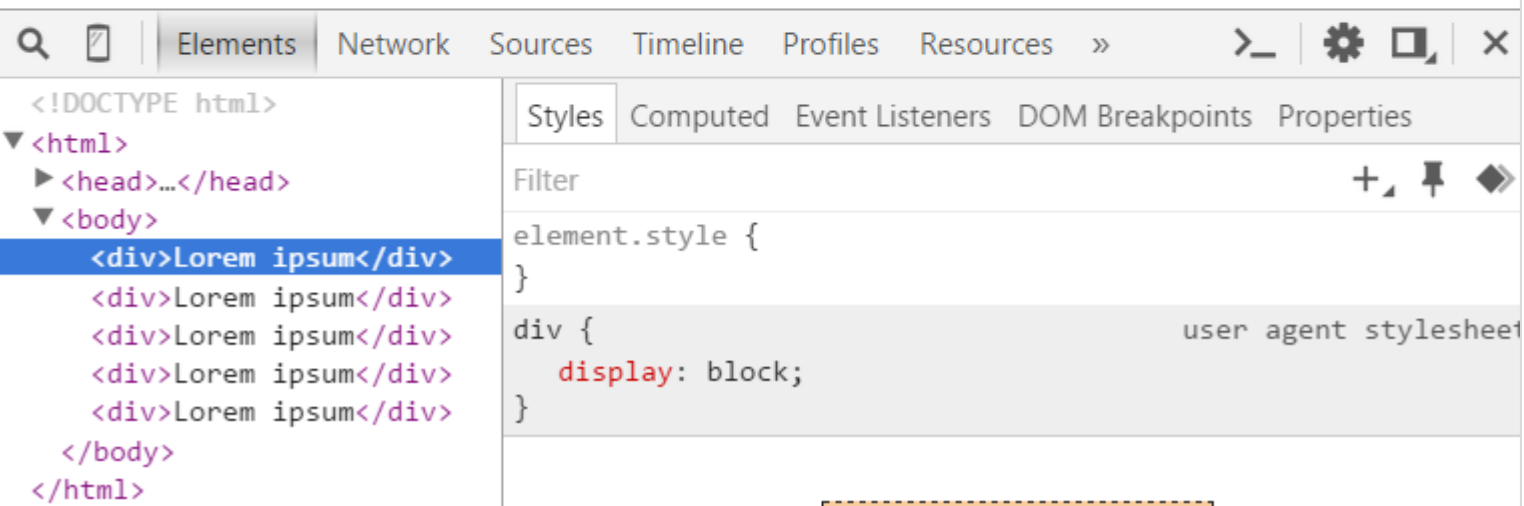 Elements Network Sources Timeline Profiles Resources »
<!DOCTYPE html>
<html>
<head>…</head>
<body>
<div>Lorem ipsum</div>
<div>Lorem ipsum</div>
<div>Lorem ipsum</div>
<div>Lorem ipsum</div>
<div>Lorem ipsum</div>
</body>
</html>
Styles Computed Event Listeners DOM Breakpoints Properties
Filter
element.style {
}
div { user agent stylesheet
display: block;
}